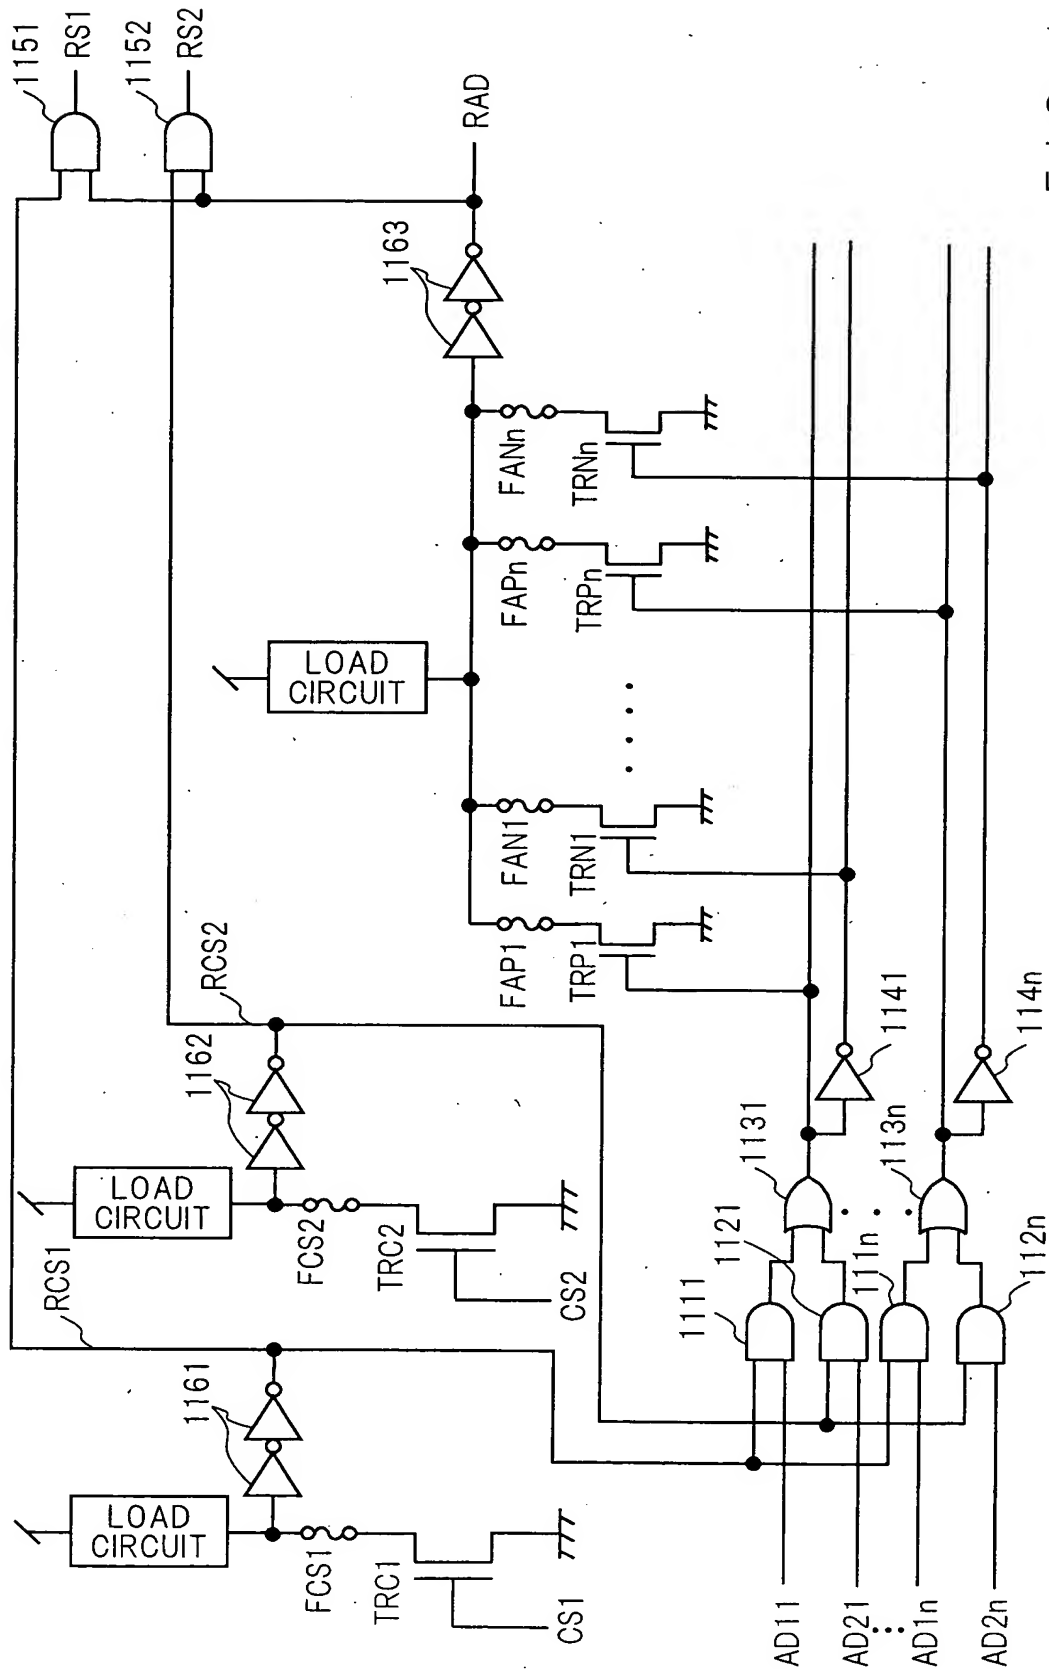 1151
RS1
1152
RS2
RAD
1163
LOAD
CIRCUIT
FANn
TRNn
FAPn
TRPn
FAN1
TRN1
FAP1
TRP1
RCS2
1162
LOAD
CIRCUIT
FCS2
TRC2
CS2
RCS1
1161
LOAD
CIRCUIT
FCS1
TRC1
CS1
1141
114n
1131
113n
1121
111n
1111
112n
AD11
AD21
AD1n
AD2n